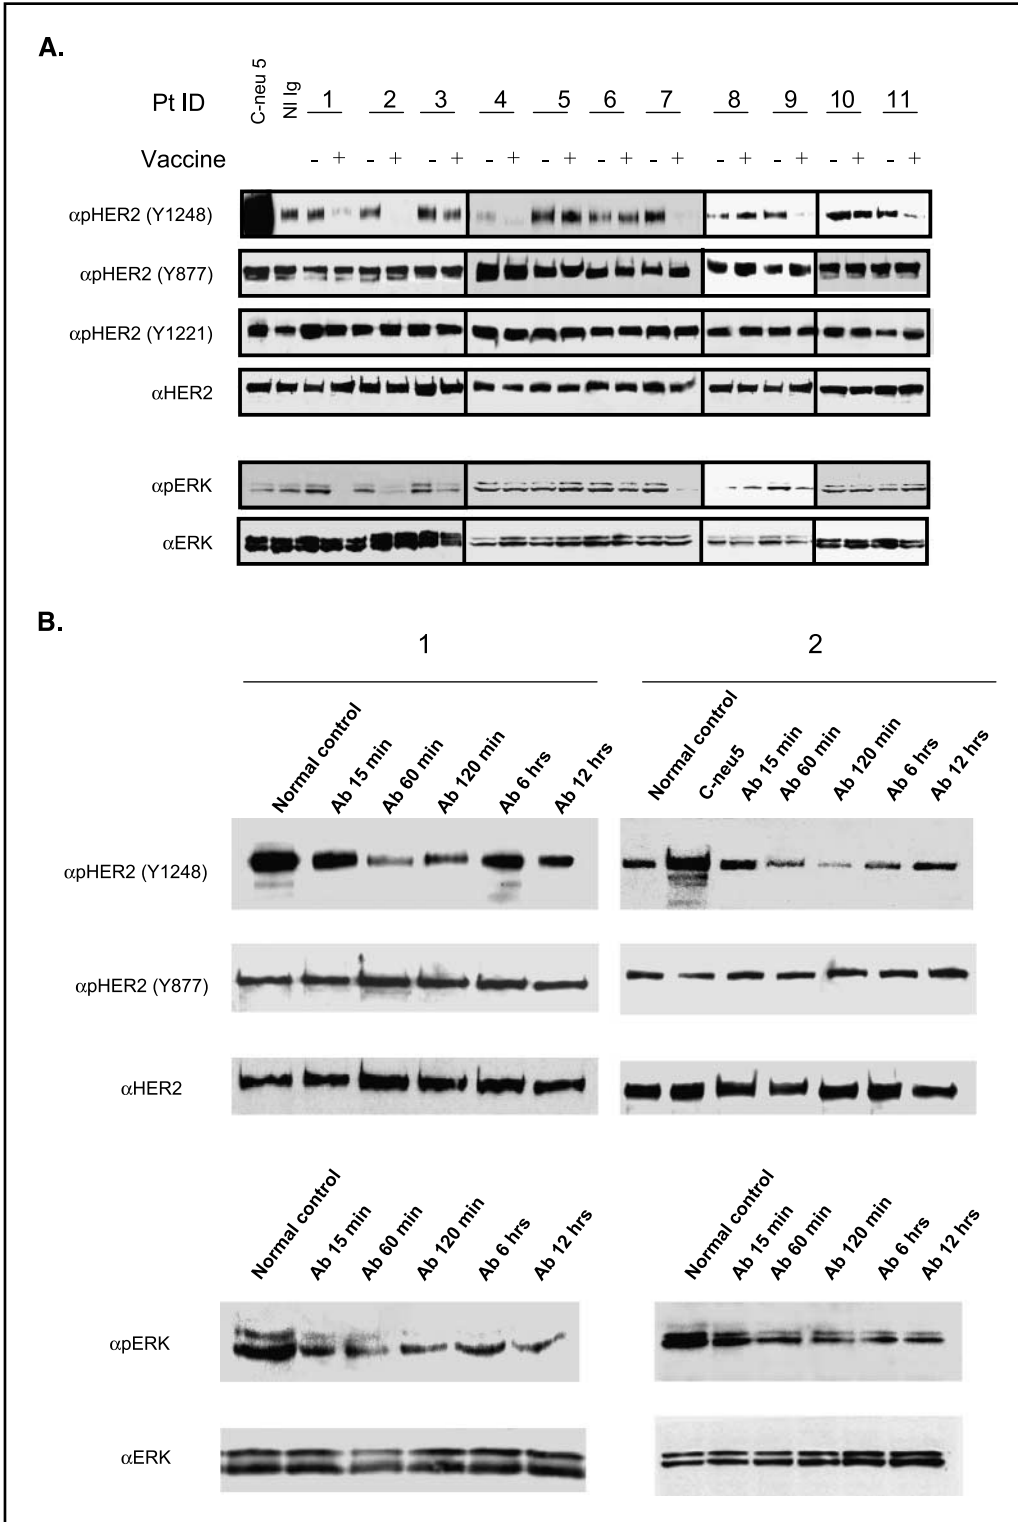 A.
Pt ID C-neu 5 NI Ig 1 2 3 4 5 6 7 8 9 10 11
Vaccine - + - + - + - + - + - + - + - + - + - + - +
αpHER2 (Y1248)
αpHER2 (Y877)
αpHER2 (Y1221)
αHER2
αpERK
αERK
B.
1 2
Normal control Ab 15 min Ab 60 min Ab 120 min Ab 6 hrs Ab 12 hrs Normal control C-neu5 Ab 15 min Ab 60 min Ab 120 min Ab 6 hrs Ab 12 hrs
αpHER2 (Y1248)
αpHER2 (Y877)
αHER2
Normal control Ab 15 min Ab 60 min Ab 120 min Ab 6 hrs Ab 12 hrs Normal control Ab 15 min Ab 60 min Ab 120 min Ab 6 hrs Ab 12 hrs
αpERK
αERK